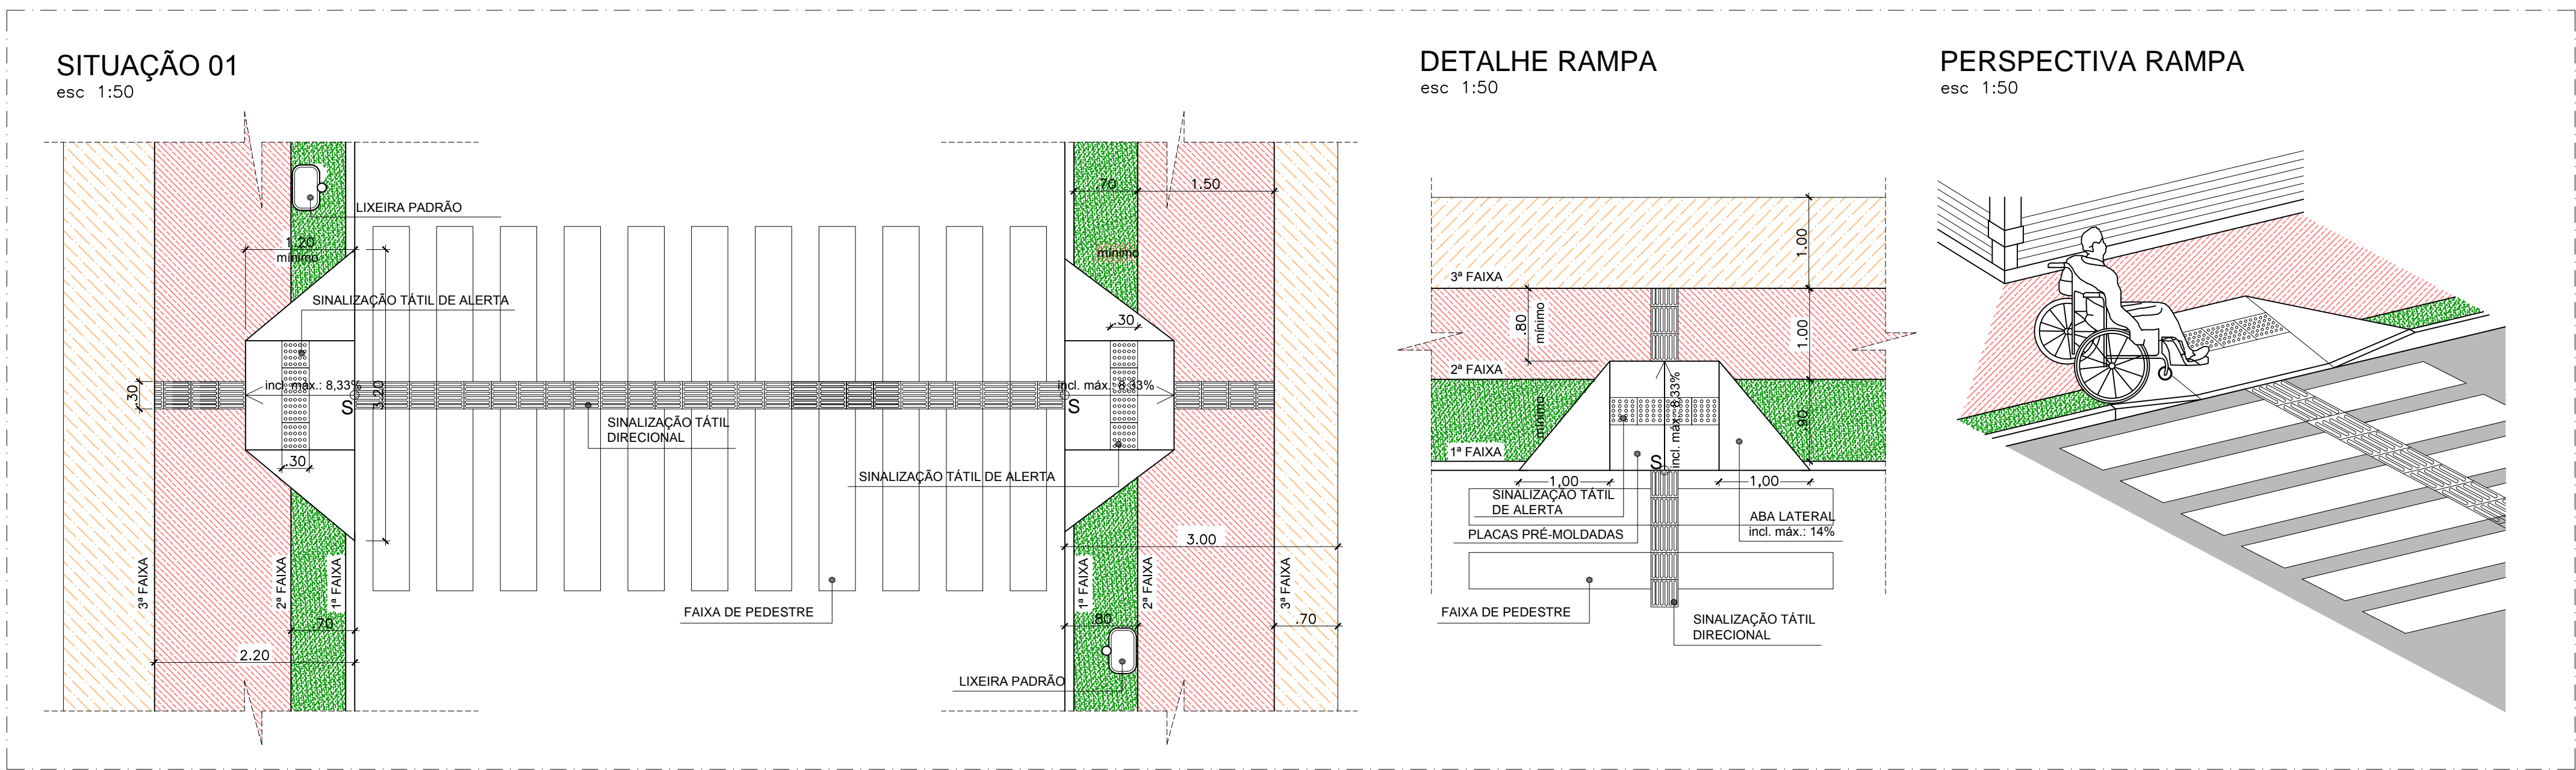 SITUAÇÃO 01
esc 1:50
LIXEIRA PADRÃO
1.20
mínimo
SINALIZAÇÃO TÁTIL DE ALERTA
.30
incl. máx.: 8,33%
S
3.20
.30
SINALIZAÇÃO TÁTIL
DIRECIONAL
SINALIZAÇÃO TÁTIL DE ALERTA
FAIXA DE PEDESTRE
3ª FAIXA
2ª FAIXA
1ª FAIXA
.70
2.20
.70
1.50
mínimo
.30
incl. máx.: 8,33%
S
3.00
1ª FAIXA
2ª FAIXA
3ª FAIXA
.80
.70
LIXEIRA PADRÃO
DETALHE RAMPA
esc 1:50
1.00
3ª FAIXA
.80
mínimo
1.00
2ª FAIXA
mínimo
incl. máx.: 8,33%
.90
1ª FAIXA
S
1,00
1,00
SINALIZAÇÃO TÁTIL
DE ALERTA
ABA LATERAL
incl. máx.: 14%
PLACAS PRÉ-MOLDADAS
FAIXA DE PEDESTRE
SINALIZAÇÃO TÁTIL
DIRECIONAL
PERSPECTIVA RAMPA
esc 1:50